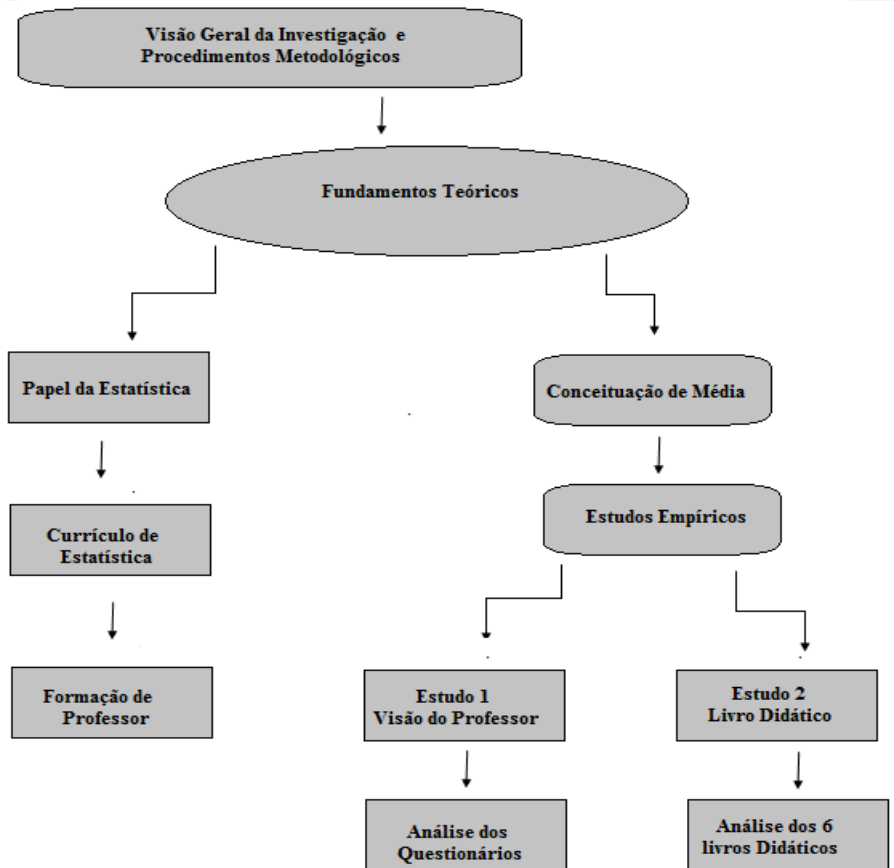 Visão Geral da Investigação e
Procedimentos Metodológicos
Fundamentos Teóricos
Papel da Estatística
Conceituação de Média
Currículo de
Estatística
Estudos Empíricos
Formação de
Professor
Estudo 1
Visão do Professor
Estudo 2
Livro Didático
Análise dos
Questionários
Análise dos 6
livros Didáticos